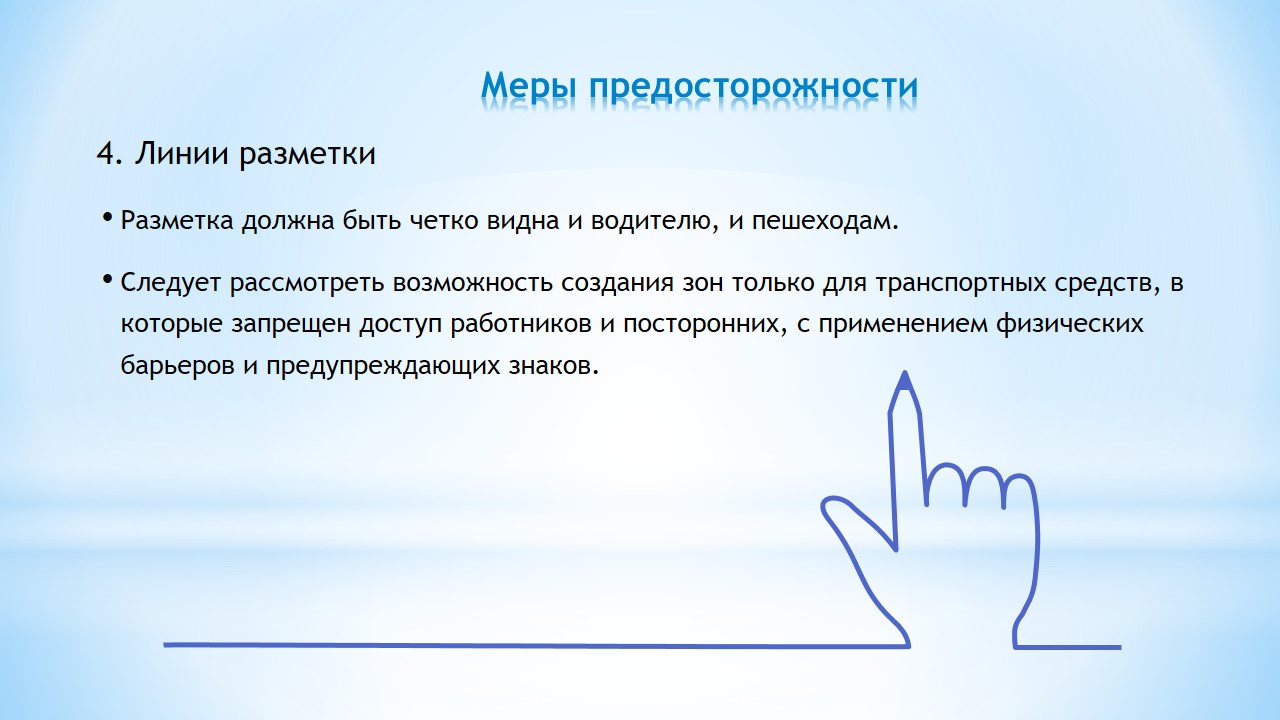 Меры предосторожности
4. Линии разметки
• Разметка должна быть четко видна и водителю, и пешеходам.
• Следует рассмотреть возможность создания зон только для транспортных средств, в
которые запрещен доступ работников и посторонних, с применением физических
барьеров и предупреждающих знаков.